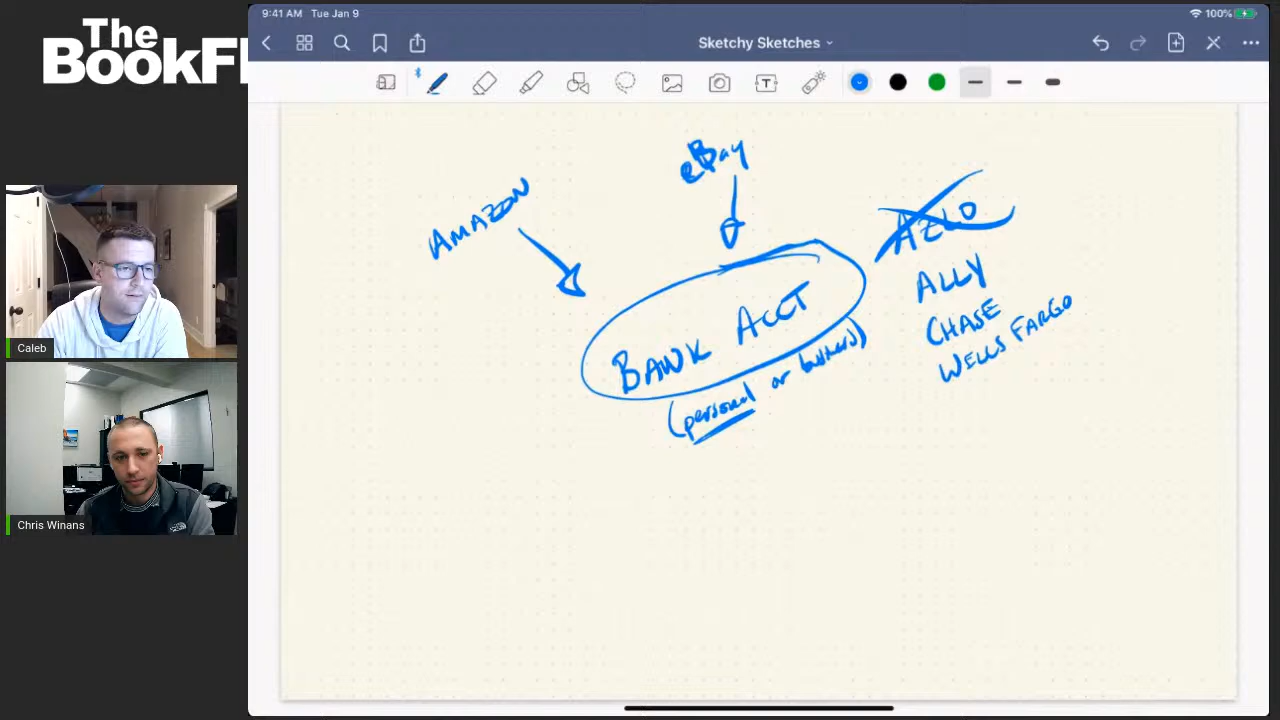 The
BookFl
9:41 AM Tue Jan 9
100%
Sketchy Sketches
T
eBay
AMAZON
AZLO
ALLY
CHASE
WELLS FARGO
BANK ACCT
(personal or business)
Caleb
Chris Winans